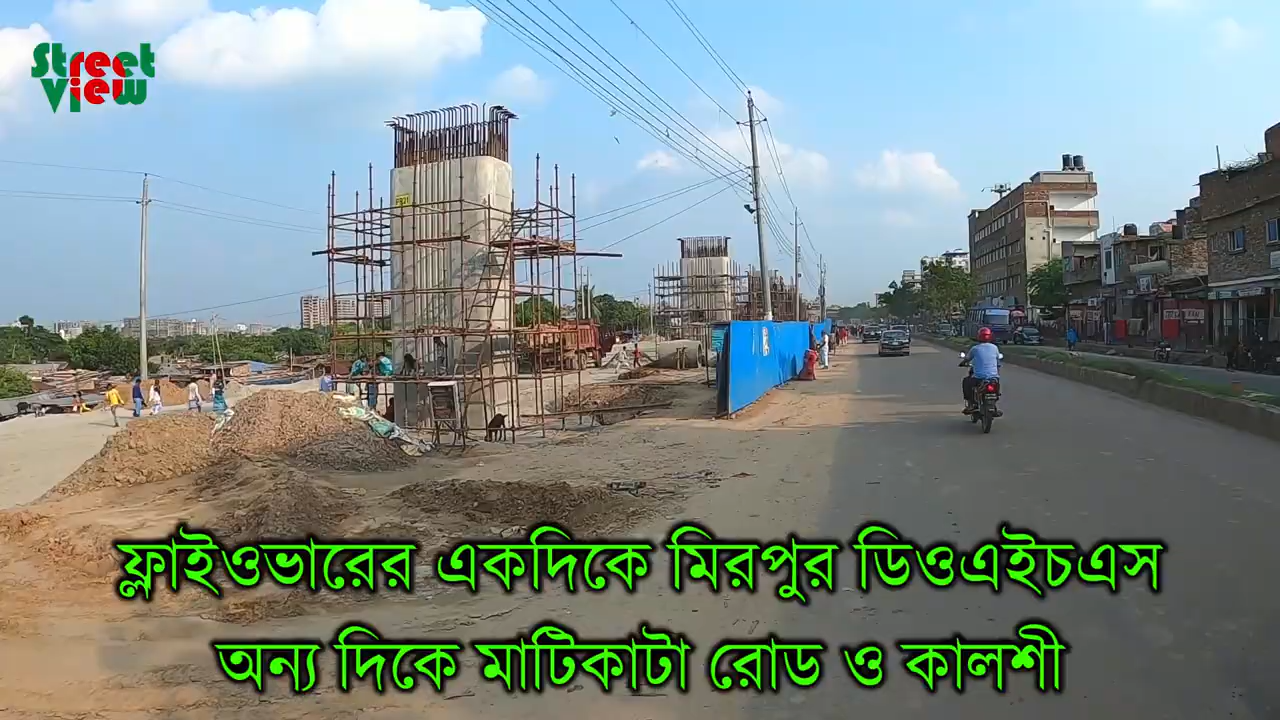 Street
View
ফ্লাইওভারের একদিকে মিরপুর ডিওএইচএস
অন্য দিকে মাটিকাটা রোড ও কালশী